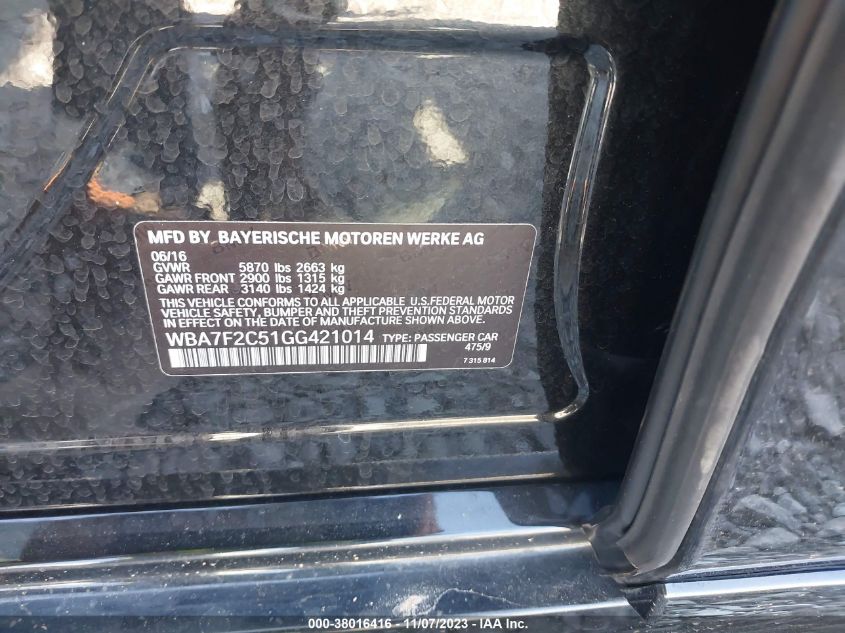 MFD BY. BAYERISCHE MOTOREN WERKE AG
06/16
GVWR 5870 lbs 2663 kg
GAWR FRONT 2900 lbs 1315 kg
GAWR REAR 3140 lbs 1424 kg
THIS VEHICLE CONFORMS TO ALL APPLICABLE U.S.FEDERAL MOTOR
VEHICLE SAFETY, BUMPER AND THEFT PREVENTION STANDARDS
IN EFFECT ON THE DATE OF MANUFACTURE SHOWN ABOVE.
WBA7F2C51GG421014 TYPE: PASSENGER CAR
475/9
7 315 814
000-38016416 - 11/07/2023 - © IAA Inc.